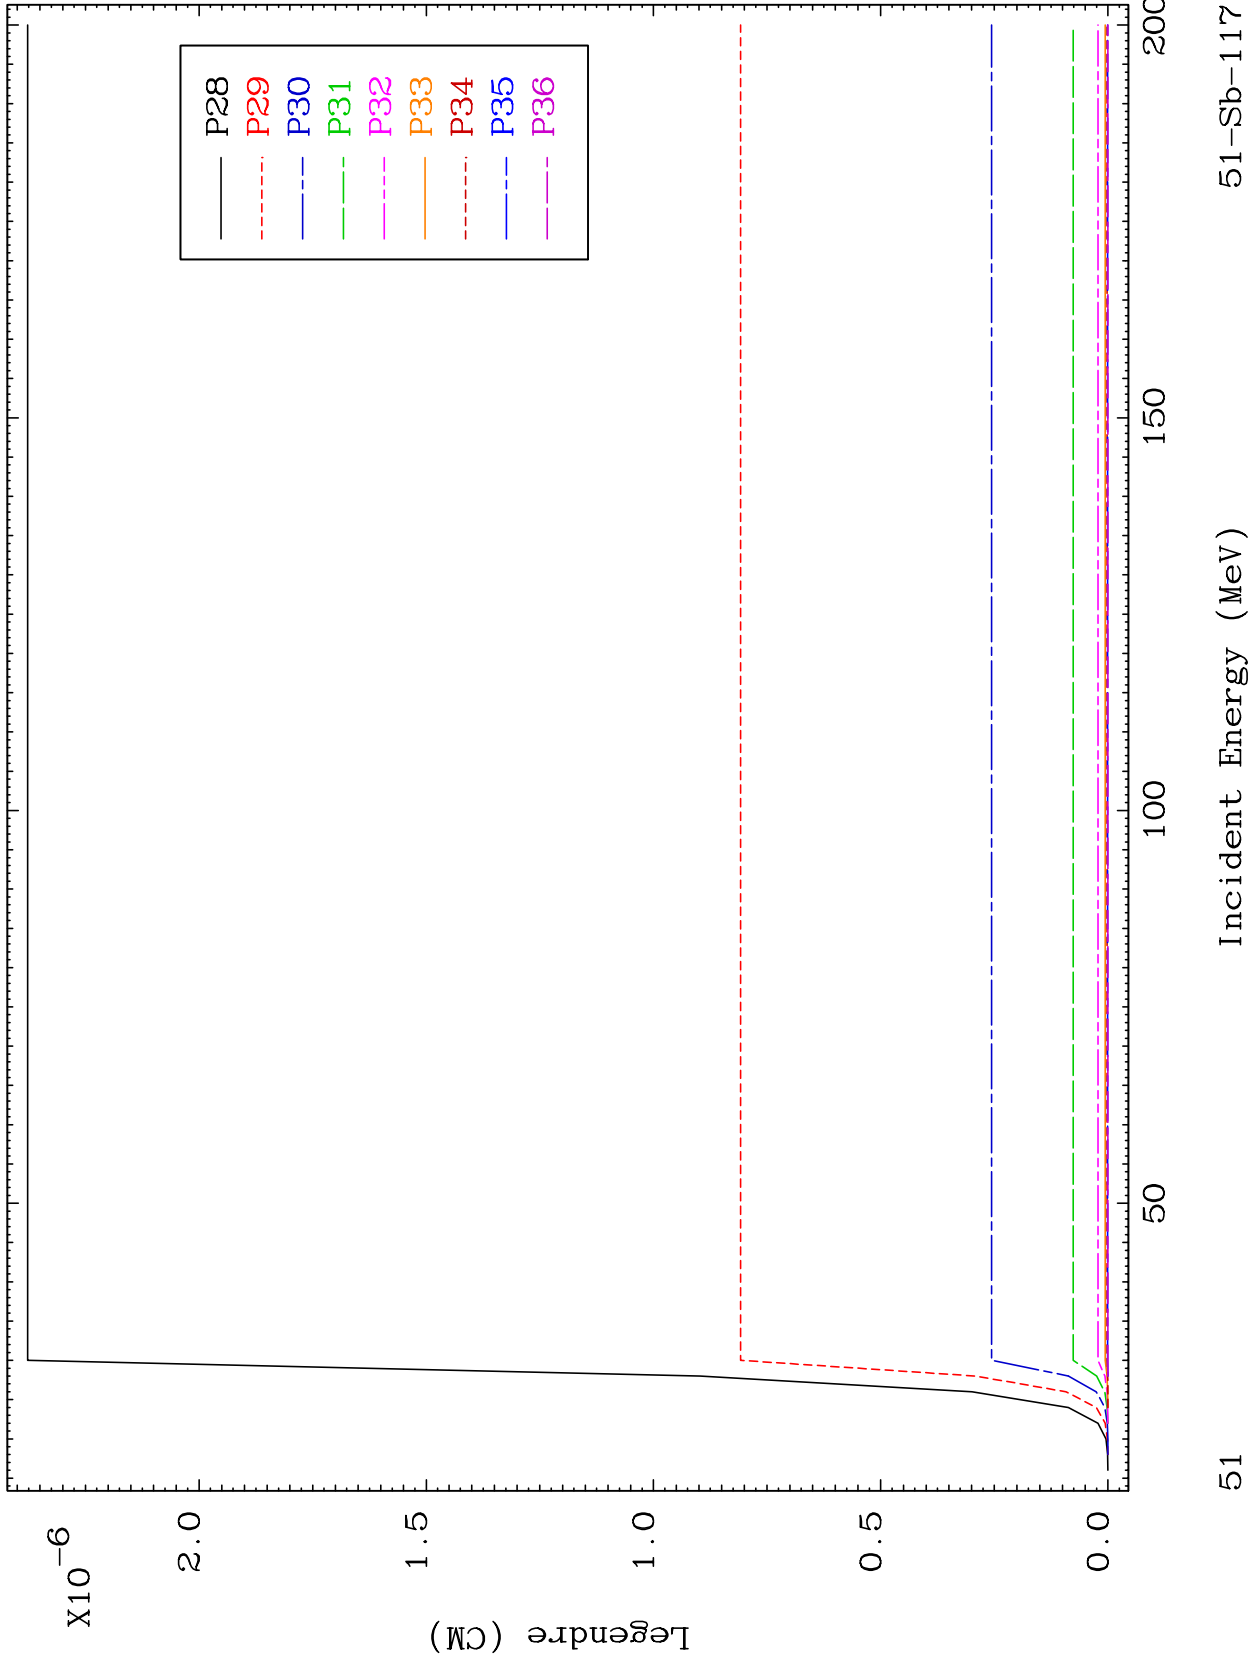 X10-6
2.0
1.5
1.0
0.5
0.0
Legendre (CM)
P28
P29
P30
P31
P32
P33
P34
P35
P36
50
100
150
200
Incident Energy (MeV)
51
51-Sb-117